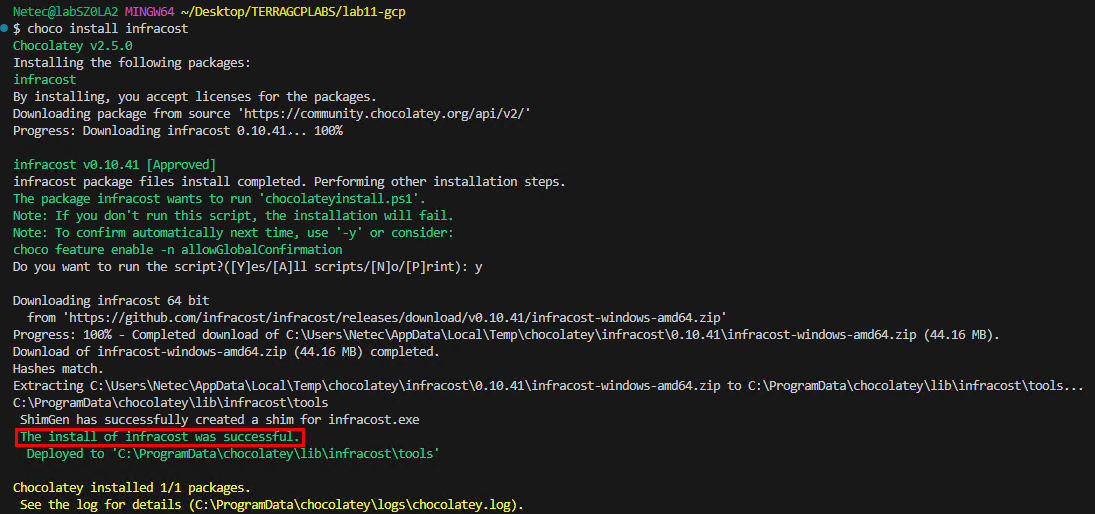 Netec@labSZ0LA2 MINGW64 ~/Desktop/TERRAGCPLABS/lab11-gcp
$ choco install infracost
Chocolatey v2.5.0
Installing the following packages:
infracost
By installing, you accept licenses for the packages.
Downloading package from source 'https://community.chocolatey.org/api/v2/'
Progress: Downloading infracost 0.10.41... 100%
infracost v0.10.41 [Approved]
infracost package files install completed. Performing other installation steps.
The package infracost wants to run 'chocolateyinstall.ps1'.
Note: If you don't run this script, the installation will fail.
Note: To confirm automatically next time, use '-y' or consider:
choco feature enable -n allowGlobalConfirmation
Do you want to run the script?([Y]es/[A]ll scripts/[N]o/[P]rint): y
Downloading infracost 64 bit
from 'https://github.com/infracost/infracost/releases/download/v0.10.41/infracost-windows-amd64.zip'
Progress: 100% - Completed download of C:\Users\Netec\AppData\Local\Temp\chocolatey\infracost\0.10.41\infracost-windows-amd64.zip (44.16 MB).
Download of infracost-windows-amd64.zip (44.16 MB) completed.
Hashes match.
Extracting C:\Users\Netec\AppData\Local\Temp\chocolatey\infracost\0.10.41\infracost-windows-amd64.zip to C:\ProgramData\chocolatey\lib\infracost\tools...
C:\ProgramData\chocolatey\lib\infracost\tools
ShimGen has successfully created a shim for infracost.exe
The install of infracost was successful.
Deployed to 'C:\ProgramData\chocolatey\lib\infracost\tools'
Chocolatey installed 1/1 packages.
See the log for details (C:\ProgramData\chocolatey\logs\chocolatey.log).